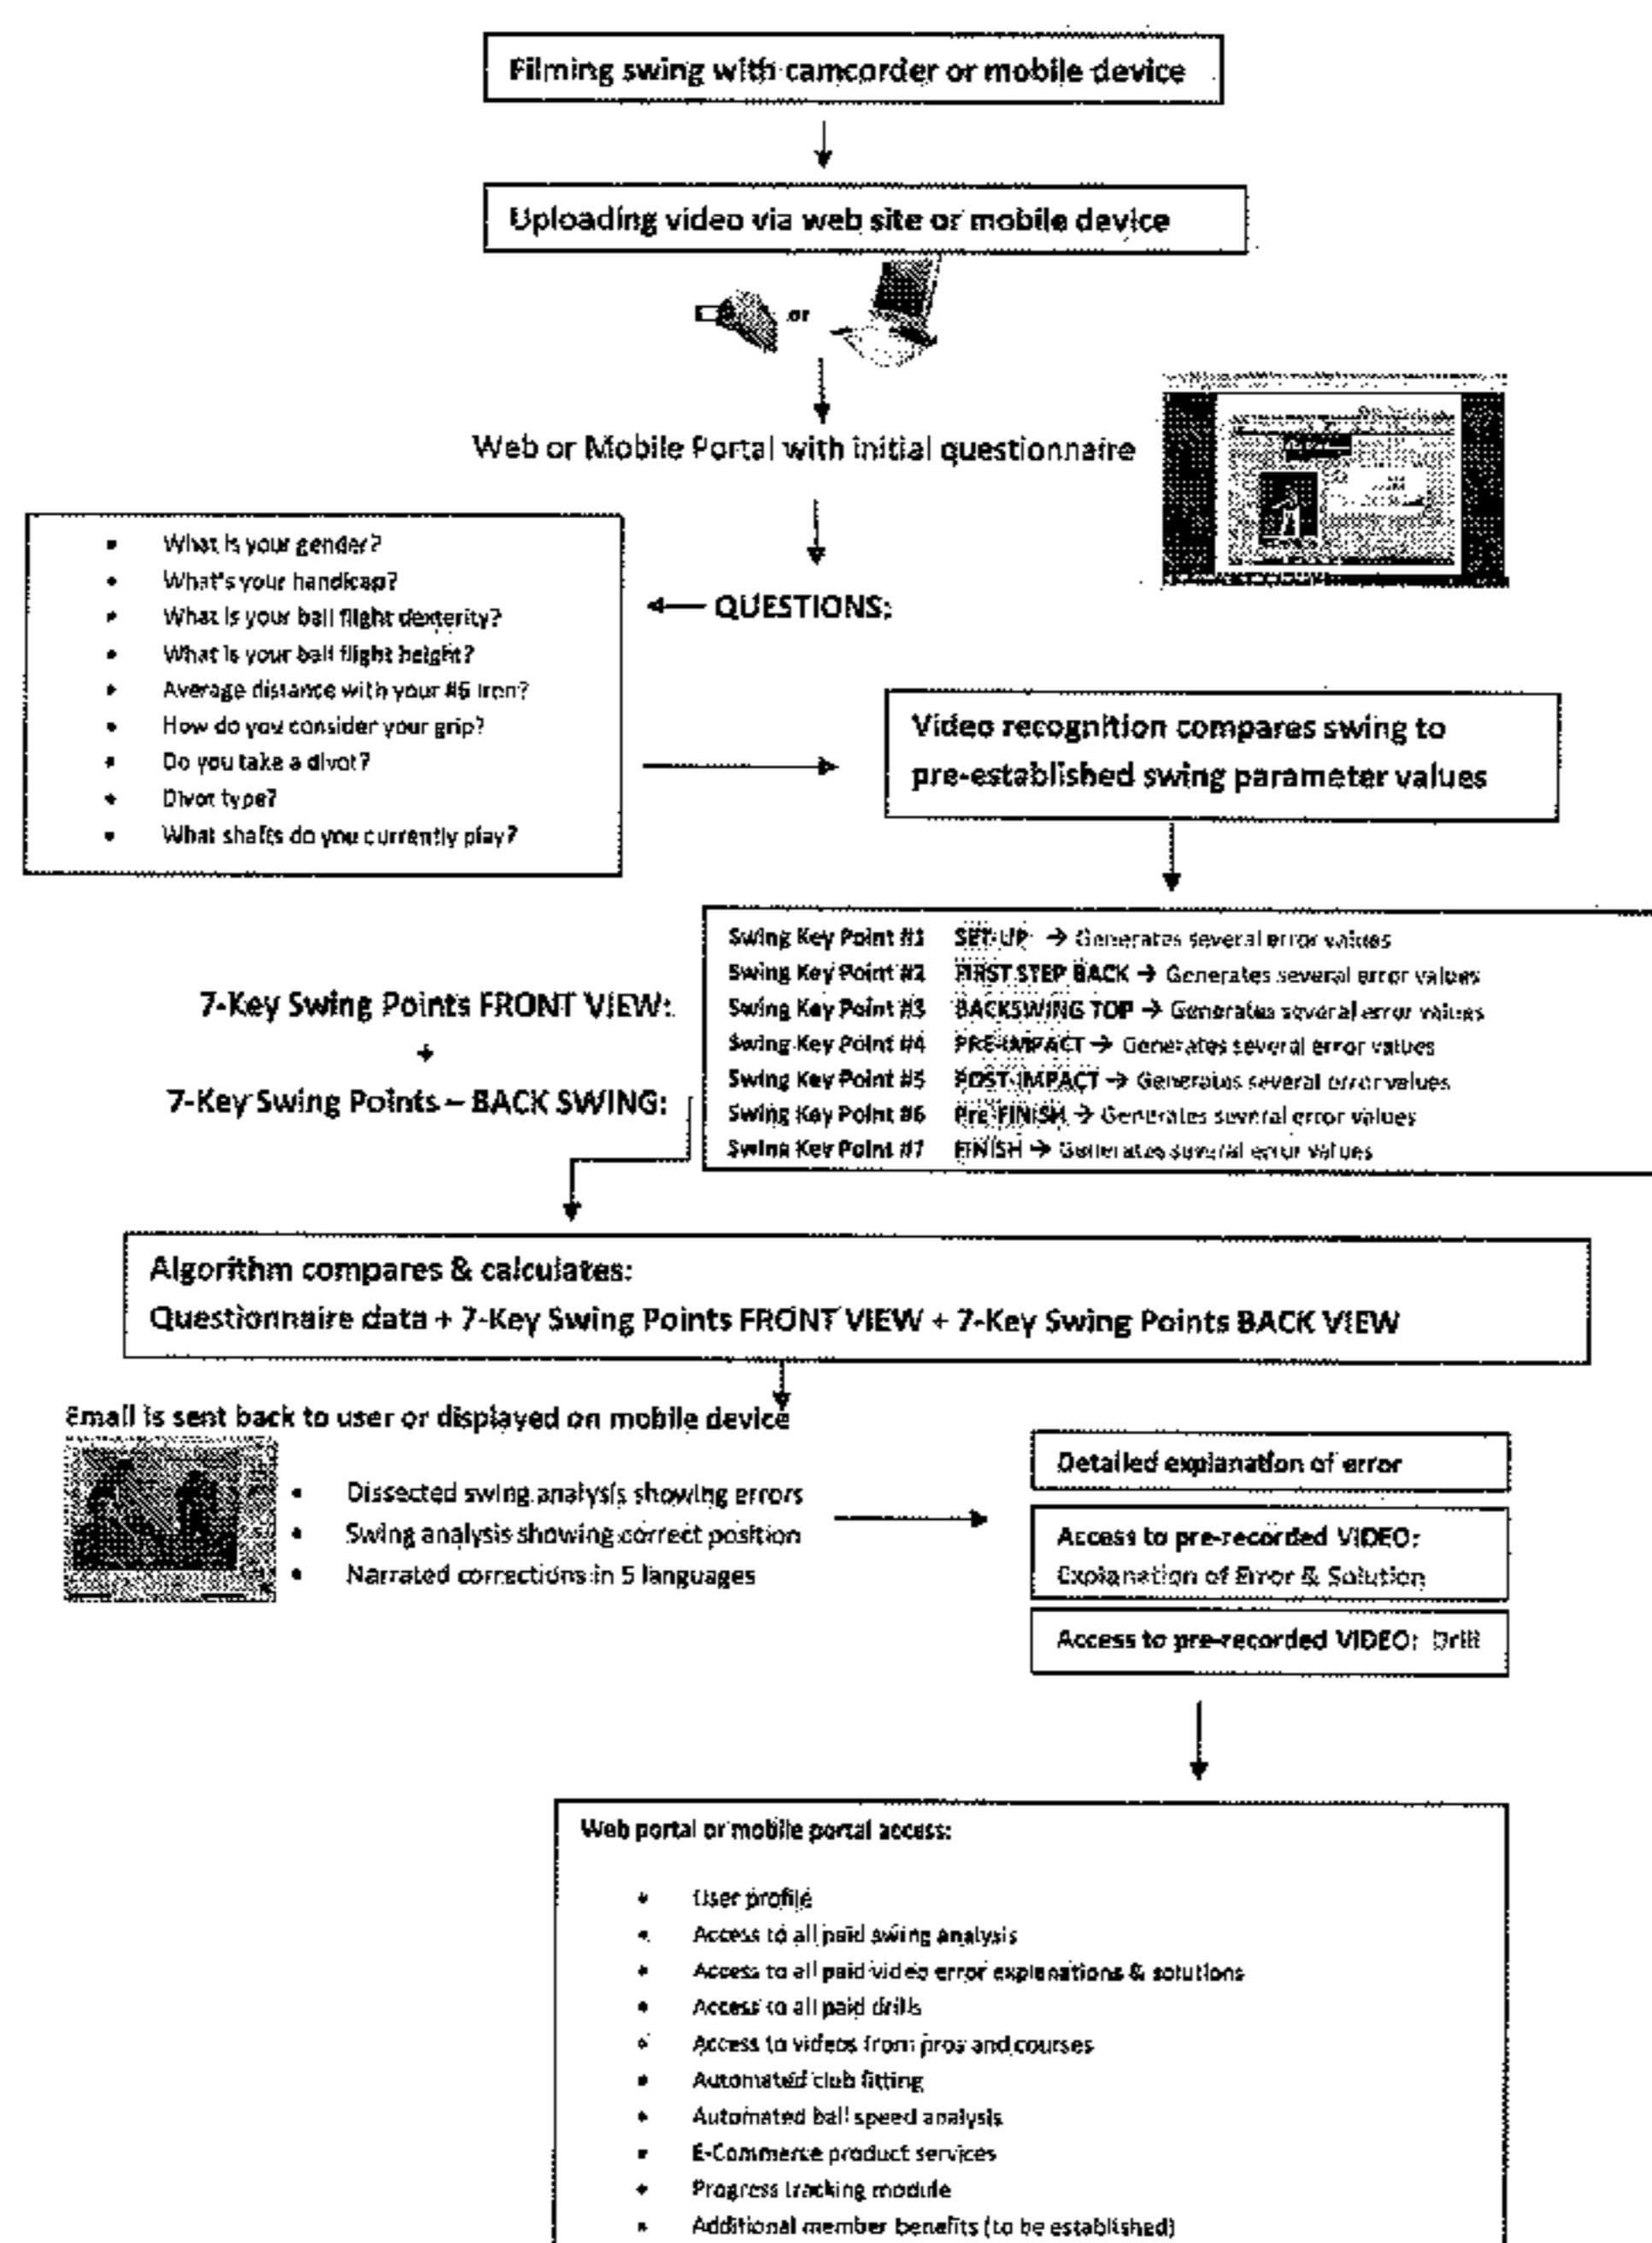 Filming swing with camcorder or mobile device
Uploading video via web site or mobile device
or
Web or Mobile Portal with initial questionnaire
QUESTIONS:
• What is your gender?
• What's your handicap?
• What is your ball flight dexterity?
• What is your ball flight height?
• Average distance with your #6 iron?
• How do you consider your grip?
• Do you take a divot?
• Divot type?
• What shafts do you currently play?
Video recognition compares swing to
pre-established swing parameter values
7-Key Swing Points FRONT VIEW:
+
7-Key Swing Points – BACK SWING:
Swing Key Point #1 SET-UP → Generates several error values
Swing Key Point #2 FIRST STEP BACK → Generates several error values
Swing Key Point #3 BACKSWING TOP → Generates several error values
Swing Key Point #4 PRE-IMPACT → Generates several error values
Swing Key Point #5 POST-IMPACT → Generates several error values
Swing Key Point #6 Pre-FINISH → Generates several error values
Swing Key Point #7 FINISH → Generates several error values
Algorithm compares & calculates:
Questionnaire data + 7-Key Swing Points FRONT VIEW + 7-Key Swing Points BACK VIEW
Email is sent back to user or displayed on mobile device
• Dissected swing analysis showing errors
• Swing analysis showing correct position
• Narrated corrections in 5 languages
Detailed explanation of error
Access to pre-recorded VIDEO:
Explanation of Error & Solution
Access to pre-recorded VIDEO: Drill
Web portal or mobile portal access:
• User profile
• Access to all paid swing analysis
• Access to all paid video error explanations & solutions
• Access to all paid drills
• Access to videos from pros and courses
• Automated club fitting
• Automated ball speed analysis
• E-Commerce product services
• Progress tracking module
• Additional member benefits (to be established)